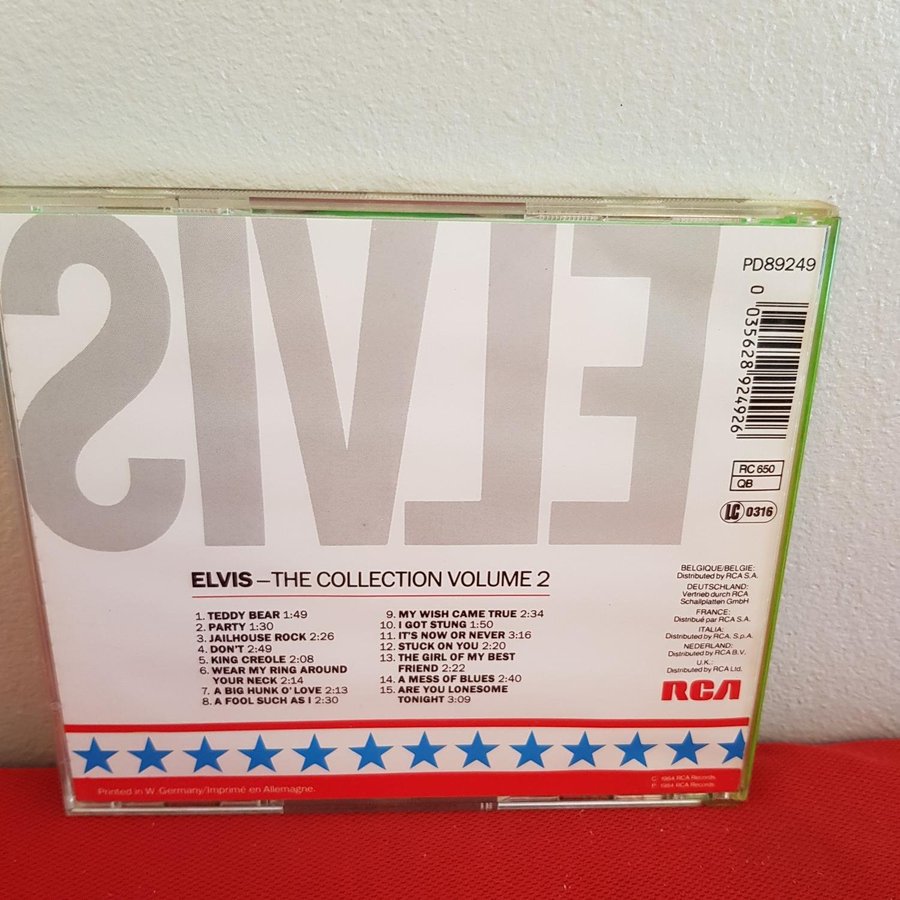 ELVIS
PD89249
0 035628 924926
RC 650
QB
LC 0316
ELVIS – THE COLLECTION VOLUME 2
1. TEDDY BEAR 1:49
2. PARTY 1:30
3. JAILHOUSE ROCK 2:26
4. DON'T 2:49
5. KING CREOLE 2:08
6. WEAR MY RING AROUND
YOUR NECK 2:14
7. A BIG HUNK O' LOVE 2:13
8. A FOOL SUCH AS I 2:30
9. MY WISH CAME TRUE 2:34
10. I GOT STUNG 1:50
11. IT'S NOW OR NEVER 3:16
12. STUCK ON YOU 2:20
13. THE GIRL OF MY BEST
FRIEND 2:22
14. A MESS OF BLUES 2:40
15. ARE YOU LONESOME
TONIGHT 3:09
BELGIQUE/BELGIE:
Distributed by RCA S.A.
DEUTSCHLAND:
Vertrieb durch RCA
Schallplatten GmbH
FRANCE:
Distribué par RCA S.A.
ITALIA:
Distributed by RCA. S.p.A.
NEDERLAND:
Distributed by RCA B.V.
U.K.:
Distributed by RCA Ltd.
RCA
Printed in W. Germany/Imprimé en Allemagne.
C 1984 RCA Records.
P 1984 RCA Records.